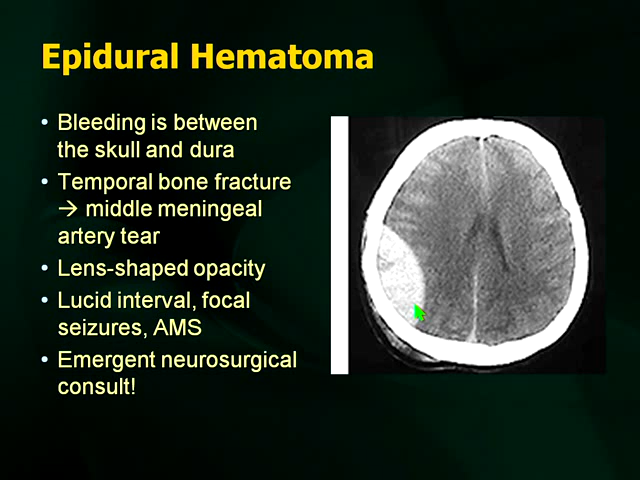 Epidural Hematoma
• Bleeding is between
the skull and dura
• Temporal bone fracture
→ middle meningeal
artery tear
• Lens-shaped opacity
• Lucid interval, focal
seizures, AMS
• Emergent neurosurgical
consult!